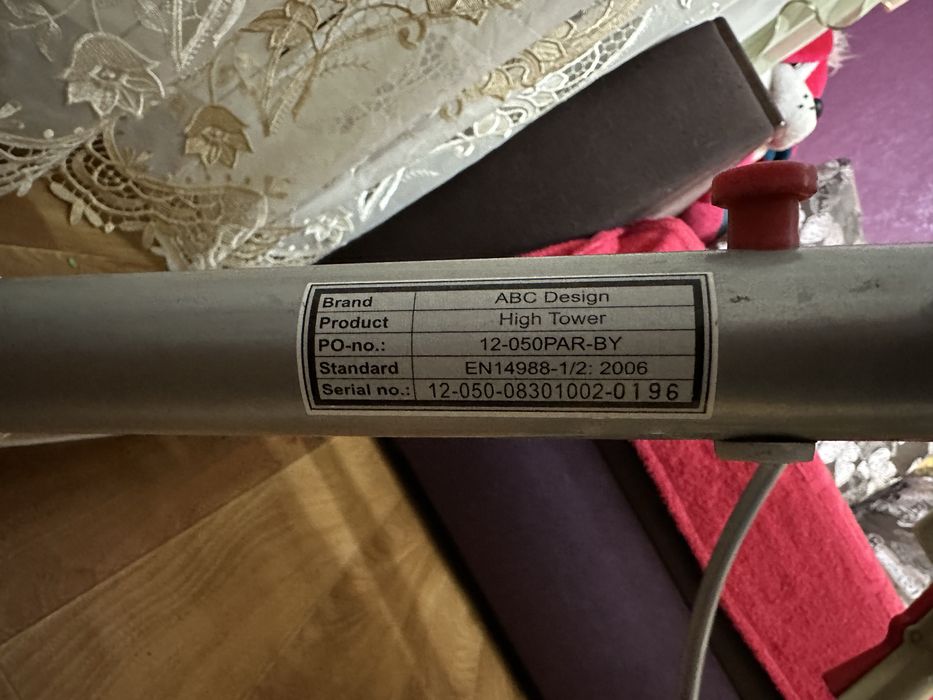 Brand ABC Design
Product High Tower
PO-no.: 12-050PAR-BY
Standard EN14988-1/2: 2006
Serial no.: 12-050-08301002-0196